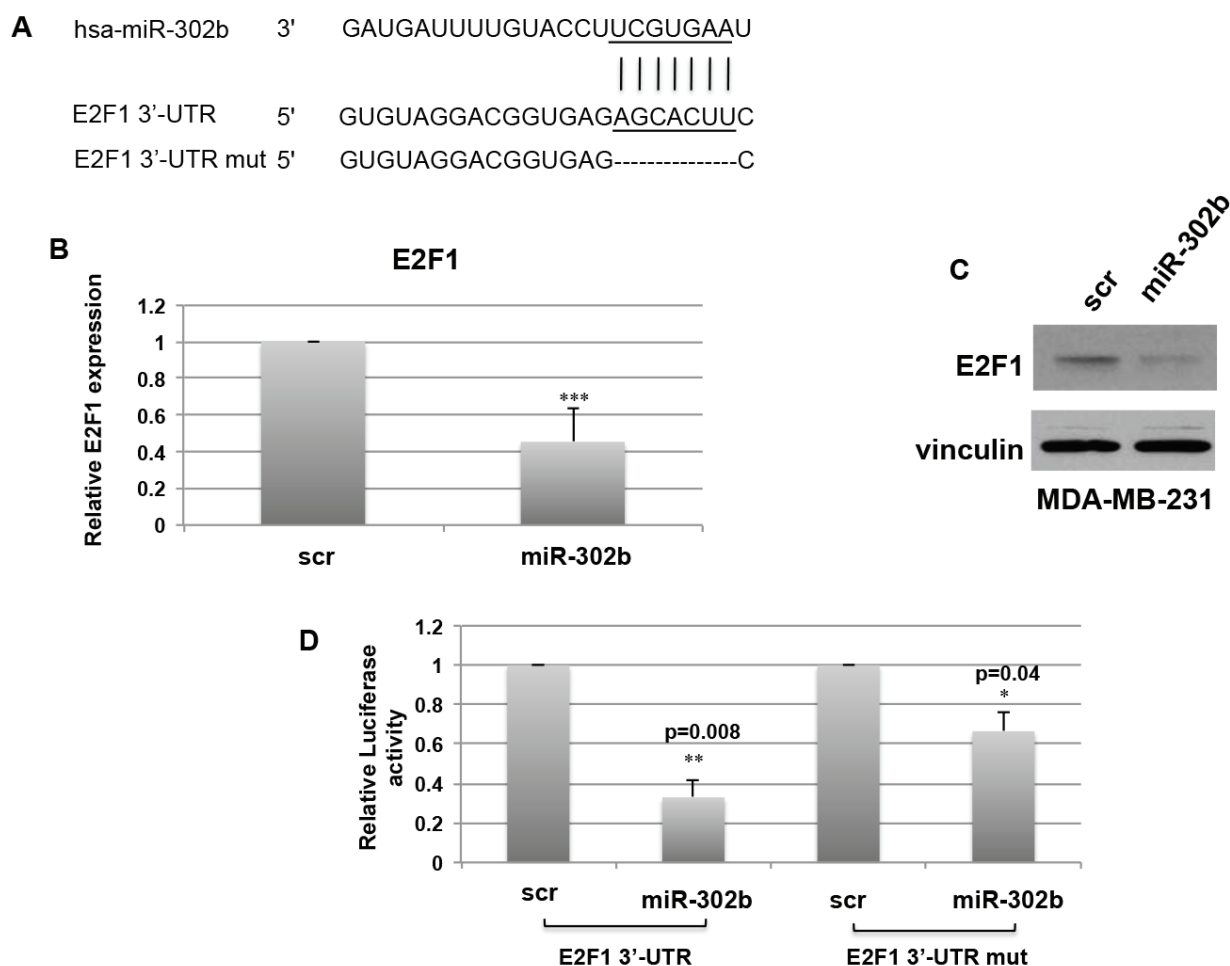 A
hsa-miR-302b 3' GAUGAUUUUGUACCUUCGUGAAU
E2F1 3’-UTR 5' GUGUAGGACGGUGAGAGCACUUC
E2F1 3’-UTR mut 5' GUGUAGGACGGUGAG---------------C
B
E2F1
Relative E2F1 expression
1.2
1
0.8
0.6
0.4
0.2
0
***
scr miR-302b
C
scr miR-302b
E2F1
vinculin
MDA-MB-231
D
Relative Luciferase
activity
1.2
1
0.8
0.6
0.4
0.2
0
p=0.008
**
p=0.04
*
scr miR-302b scr miR-302b
E2F1 3’-UTR E2F1 3’-UTR mut